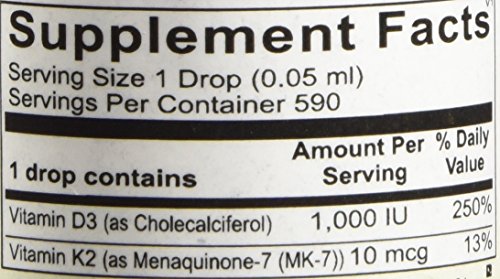 Supplement Facts
Serving Size 1 Drop (0.05 ml)
Servings Per Container 590
1 drop contains Amount Per Serving % Daily Value
Vitamin D3 (as Cholecalciferol) 1,000 IU 250%
Vitamin K2 (as Menaquinone-7 (MK-7)) 10 mcg 13%